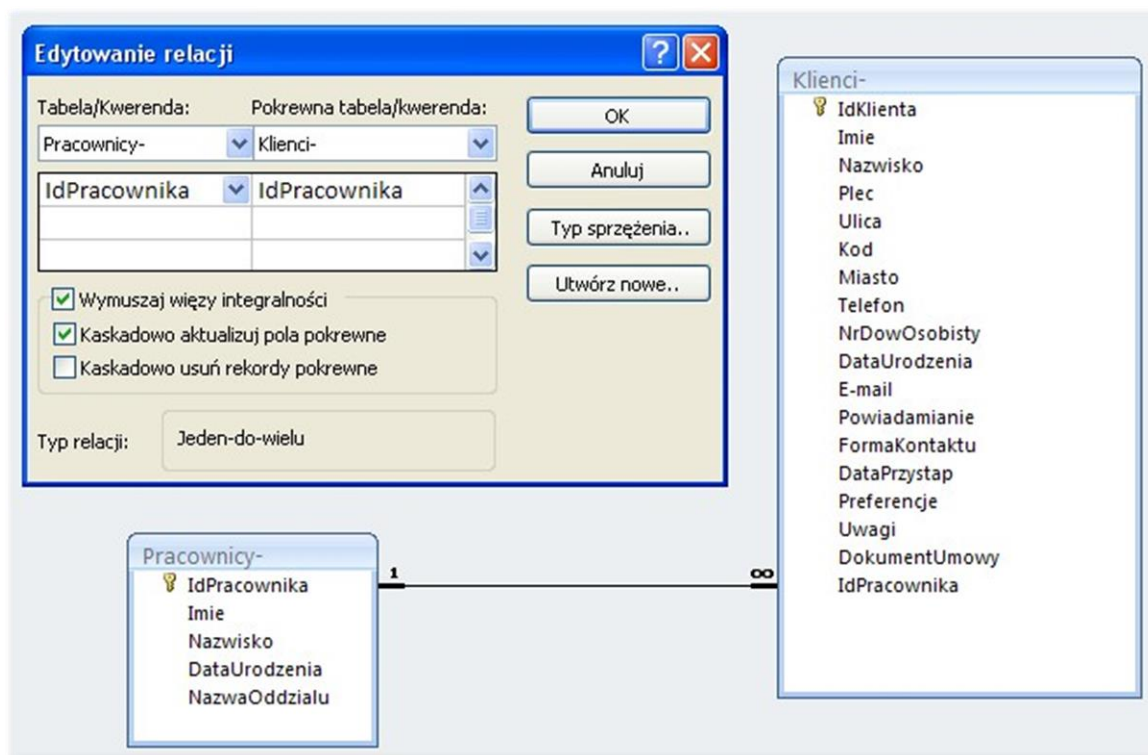 Edytowanie relacji
Tabela/Kwerenda: Pokrewna tabela/kwerenda:
Pracownicy- Klienci-
IdPracownika IdPracownika
Wymuszaj więzy integralności
Kaskadowo aktualizuj pola pokrewne
Kaskadowo usuń rekordy pokrewne
Typ relacji: Jeden-do-wielu
OK
Anuluj
Typ sprzężenia..
Utwórz nowe..
Klienci-
IdKlienta
Imie
Nazwisko
Plec
Ulica
Kod
Miasto
Telefon
NrDowOsobisty
DataUrodzenia
E-mail
Powiadamianie
FormaKontaktu
DataPrzystap
Preferencje
Uwagi
DokumentUmowy
IdPracownika
Pracownicy-
IdPracownika
Imie
Nazwisko
DataUrodzenia
NazwaOddzialu
1 ∞